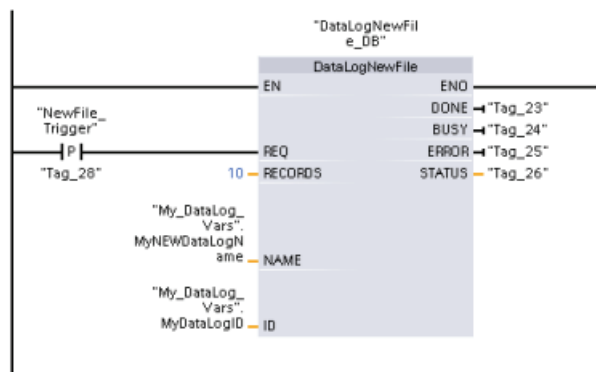 "DataLogNewFil
e_DB"
DataLogNewFile
EN ENO
DONE "Tag_23"
"NewFile_
Trigger"
BUSY "Tag_24"
P REQ ERROR "Tag_25"
"Tag_28" 10 RECORDS STATUS "Tag_26"
"My_DataLog_
Vars".
MyNEWDataLogN
ame NAME
"My_DataLog_
Vars".
MyDataLogID ID